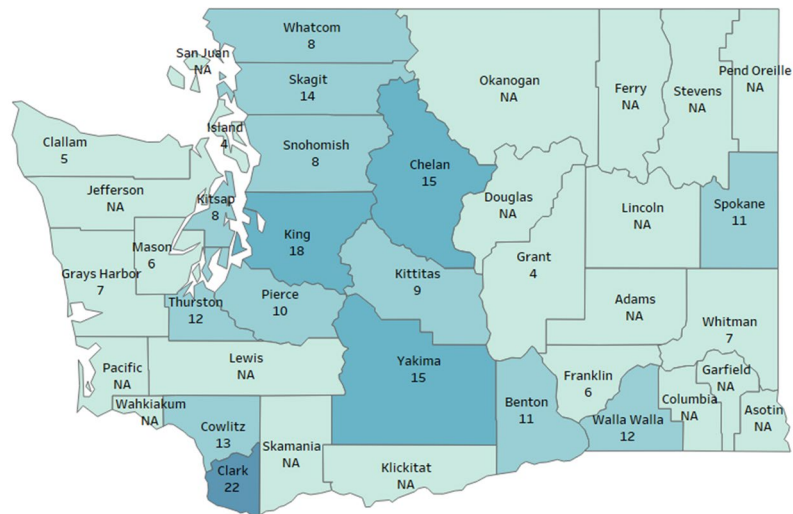 Whatcom
8
San Juan
NA
Skagit
14
Okanogan
NA
Ferry
NA
Stevens
NA
Pend Oreille
NA
Island
4
Clallam
5
Snohomish
8
Chelan
15
Jefferson
NA
Kitsap
8
Douglas
NA
Lincoln
NA
Spokane
11
King
18
Mason
6
Grays Harbor
7
Kittitas
9
Grant
4
Thurston
12
Pierce
10
Adams
NA
Whitman
7
Pacific
NA
Lewis
NA
Yakima
15
Franklin
6
Garfield
NA
Wahkiakum
NA
Benton
11
Columbia
NA
Asotin
NA
Cowlitz
13
Walla Walla
12
Skamania
NA
Clark
22
Klickitat
NA